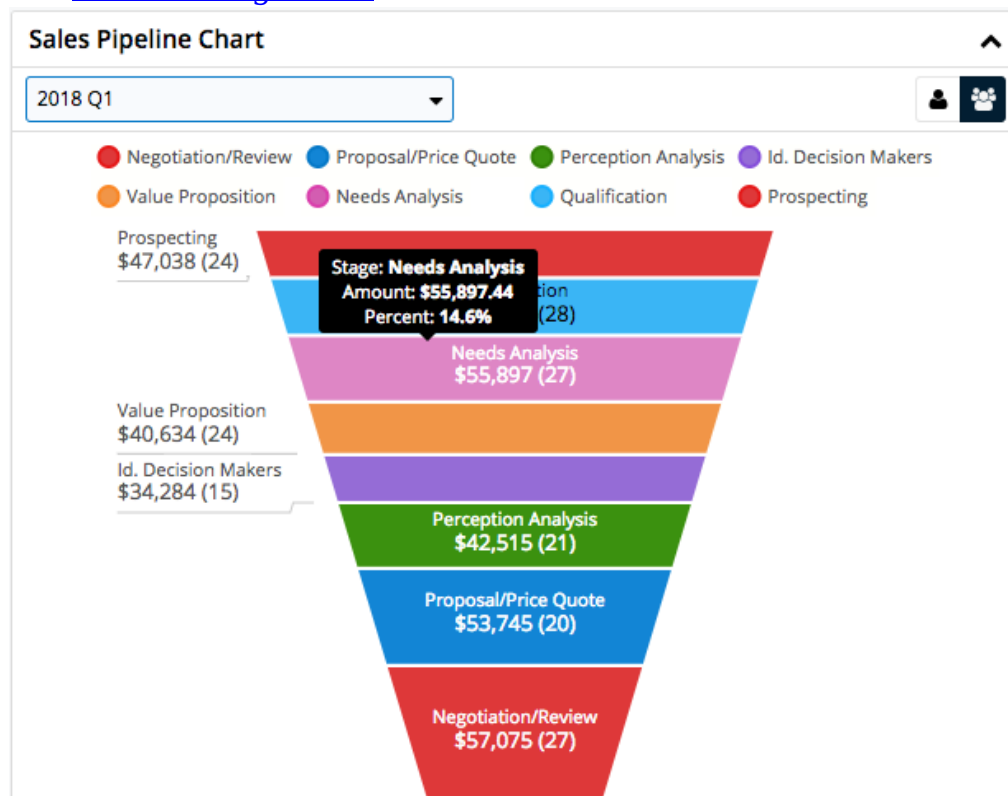 Sales Pipeline Chart
2018 Q1
Negotiation/Review
Proposal/Price Quote
Perception Analysis
Id. Decision Makers
Value Proposition
Needs Analysis
Qualification
Prospecting
Prospecting
$47,038 (24)
Stage: Needs Analysis
Amount: $55,897.44
Percent: 14.6%
(28)
Needs Analysis
$55,897 (27)
Value Proposition
$40,634 (24)
Id. Decision Makers
$34,284 (15)
Perception Analysis
$42,515 (21)
Proposal/Price Quote
$53,745 (20)
Negotiation/Review
$57,075 (27)